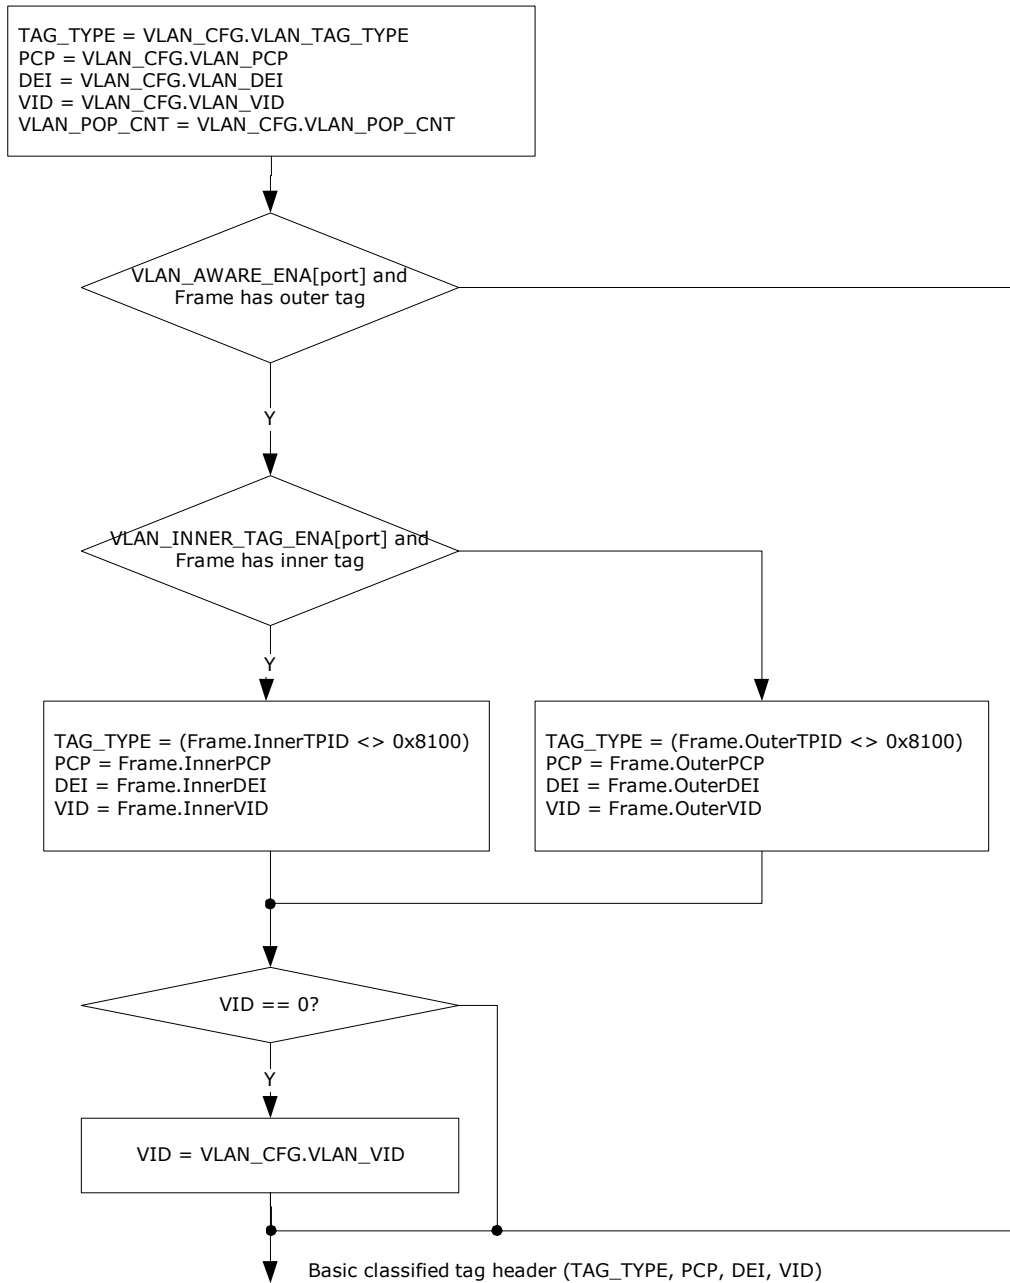 TAG_TYPE = VLAN_CFG.VLAN_TAG_TYPE
PCP = VLAN_CFG.VLAN_PCP
DEI = VLAN_CFG.VLAN_DEI
VID = VLAN_CFG.VLAN_VID
VLAN_POP_CNT = VLAN_CFG.VLAN_POP_CNT
VLAN_AWARE_ENA[port] and
Frame has outer tag
Y
VLAN_INNER_TAG_ENA[port] and
Frame has inner tag
Y
TAG_TYPE = (Frame.InnerTPID <> 0x8100)
PCP = Frame.InnerPCP
DEI = Frame.InnerDEI
VID = Frame.InnerVID
TAG_TYPE = (Frame.OuterTPID <> 0x8100)
PCP = Frame.OuterPCP
DEI = Frame.OuterDEI
VID = Frame.OuterVID
VID == 0?
Y
VID = VLAN_CFG.VLAN_VID
Basic classified tag header (TAG_TYPE, PCP, DEI, VID)